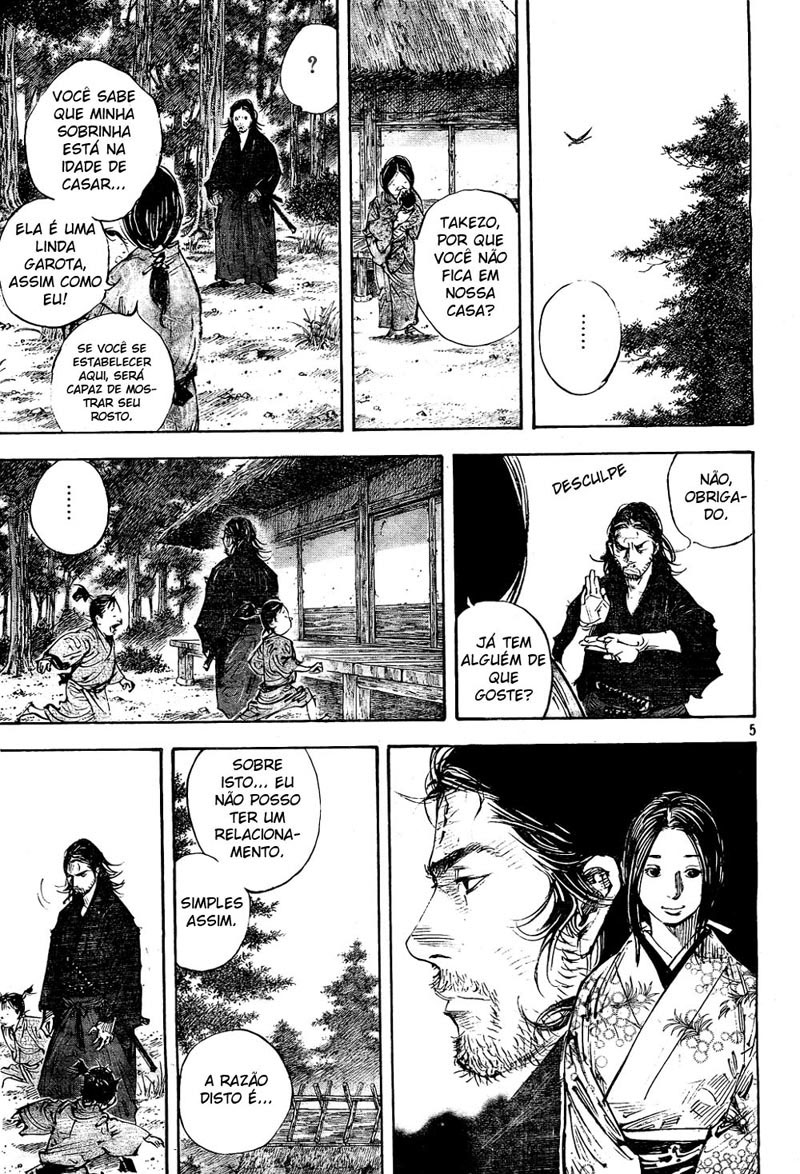 ......
TAKEZO,
POR QUE
VOCÊ NÃO
FICA EM
NOSSA
CASA?
?
VOCÊ SABE
QUE MINHA
SOBRINHA
ESTÁ NA
IDADE DE
CASAR...
ELA É UMA
LINDA
GAROTA,
ASSIM COMO
EU!
SE VOCÊ SE
ESTABELECER
AQUI, SERÁ
CAPAZ DE MOS-
TRAR SEU
ROSTO.
NÃO,
OBRIGA-
DO.
DESCULPE
JÁ TEM
ALGUÉM DE
QUE
GOSTE?
......
5
SOBRE
ISTO... EU
NÃO POSSO
TER UM
RELACIONA-
MENTO.
SIMPLES
ASSIM.
A RAZÃO
DISTO É...